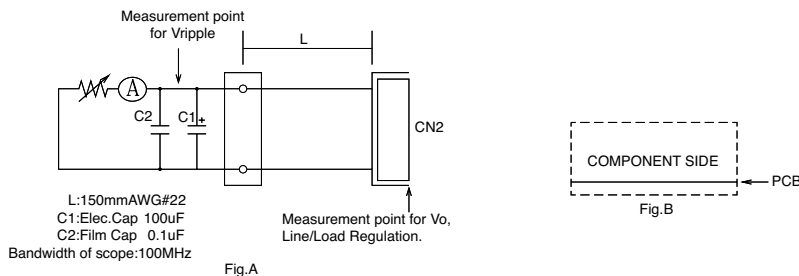 Measurement point
for Vripple
L
A
C2
C1
+
CN2
L:150mmAWG#22
C1:Elec.Cap 100uF
C2:Film Cap 0.1uF
Bandwidth of scope:100MHz
Measurement point for Vo,
Line/Load Regulation.
Fig.A
COMPONENT SIDE
PCB
Fig.B